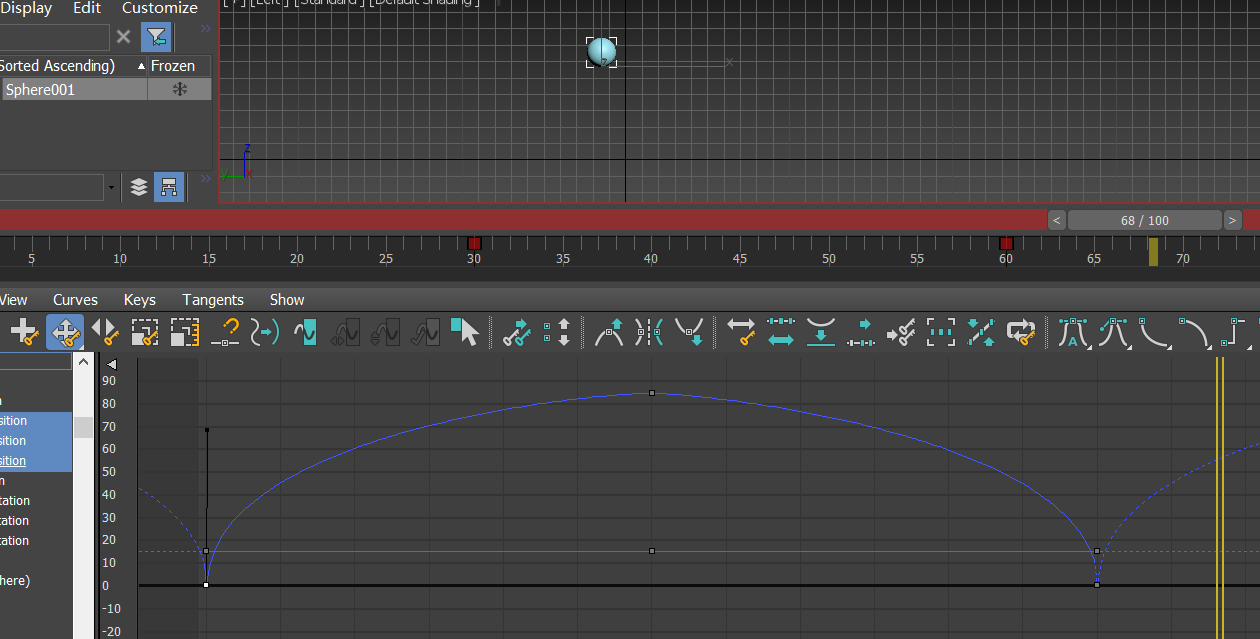 Display Edit Customize
[+] [Left] [Standard] [Default Shading]
Sorted Ascending) ▲ Frozen
Sphere001
x
z
z
< 68 / 100 >
5 10 15 20 25 30 35 40 45 50 55 60 65 70
View Curves Keys Tangents Show
90
80
sition
70
sition
60
sition
50
tation
40
tation
30
tation
20
10
here)
0
-10
-20